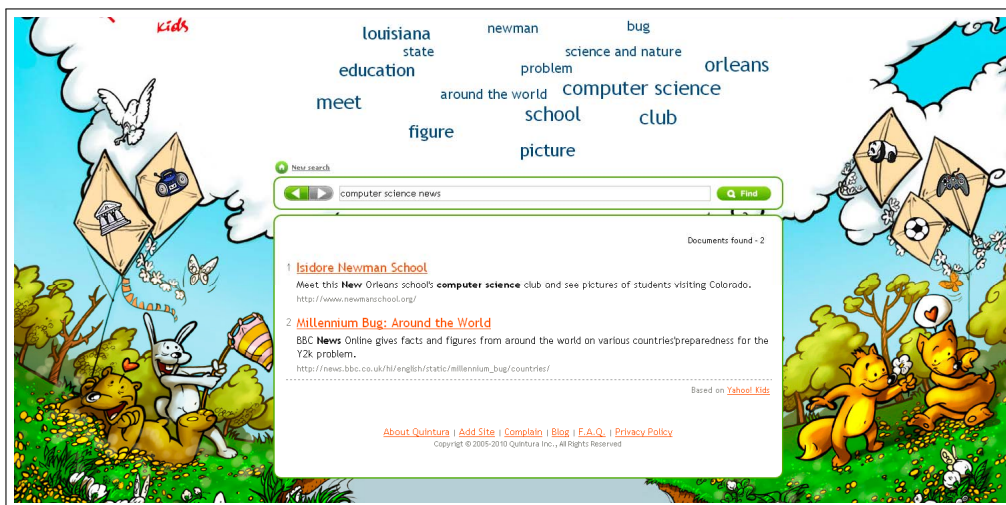 Kids
louisiana newman bug
state science and nature
education problem orleans
meet around the world computer science
school club
figure
picture
New search
computer science news Find
Documents found - 2
1 Isidore Newman School
Meet this New Orleans school's computer science club and see pictures of students visiting Colorado.
http://www.newmanschool.org/
2 Millennium Bug: Around the World
BBC News Online gives facts and figures from around the world on various countries'preparedness for the
Y2k problem.
http://news.bbc.co.uk/hi/english/static/millennium_bug/countries/
Based on Yahoo! Kids
About Quintura | Add Site | Complain | Blog | F.A.Q. | Privacy Policy
Copyrigt © 2005-2010 Quintura Inc., All Rights Reserved